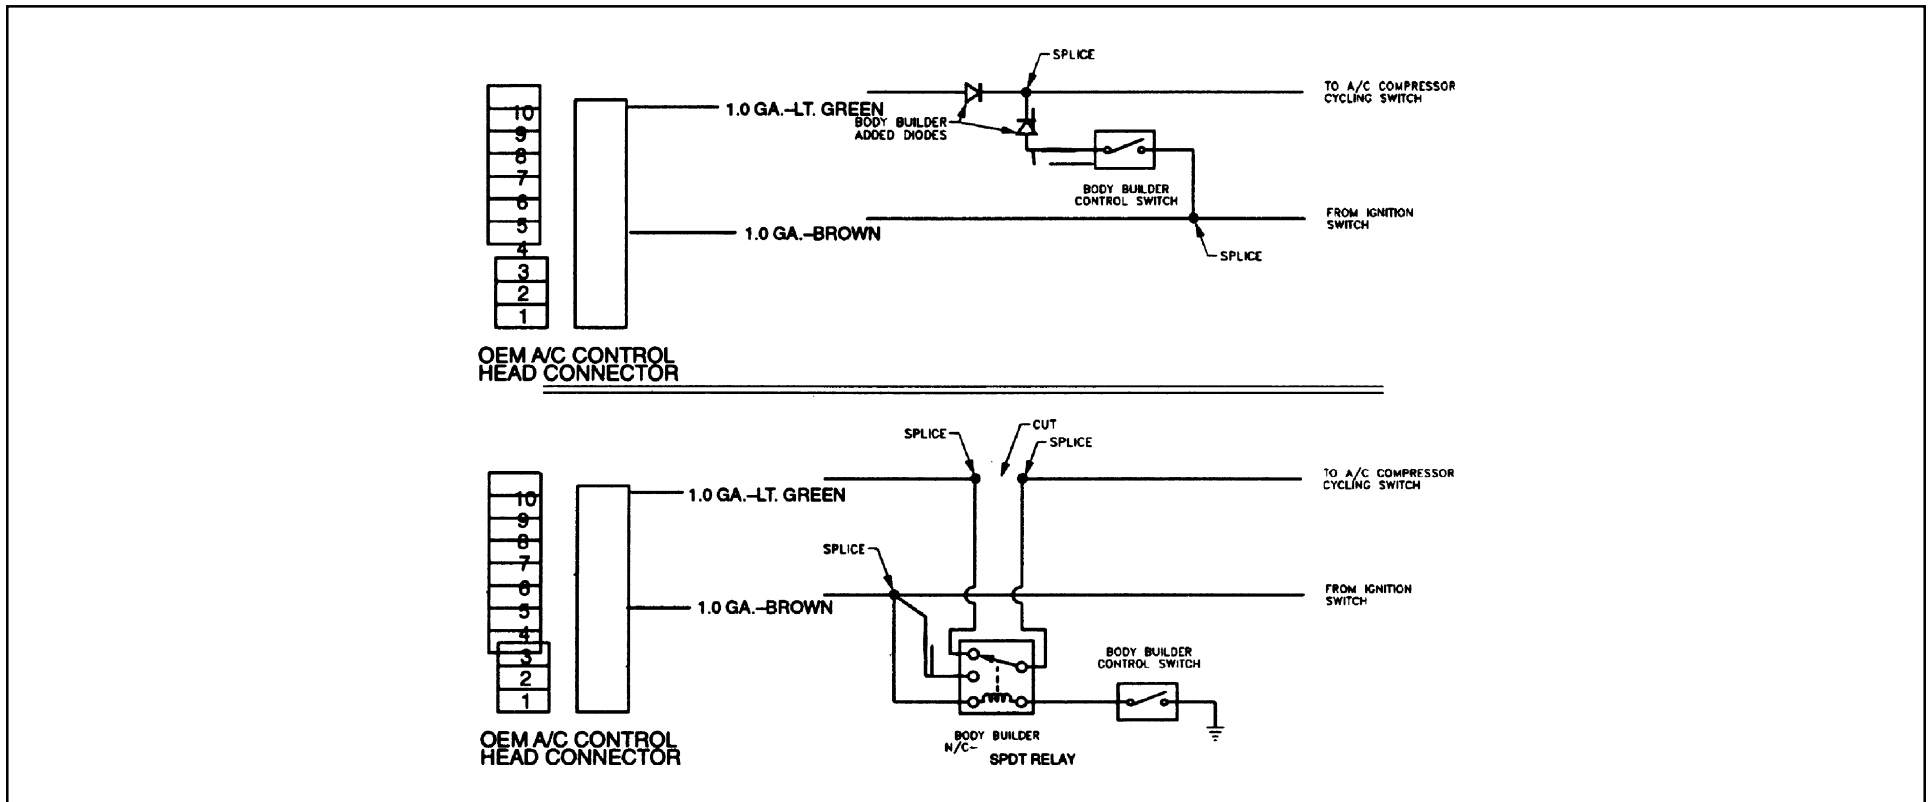 SPLICE
TO A/C COMPRESSOR
CYCLING SWITCH
1.0 GA.-LT. GREEN
BODY BUILDER
ADDED DIODES
10
9
8
7
6
5
4
3
2
1
BODY BUILDER
CONTROL SWITCH
FROM IGNITION
SWITCH
1.0 GA.-BROWN
SPLICE
OEM A/C CONTROL
HEAD CONNECTOR
CUT
SPLICE
SPLICE
TO A/C COMPRESSOR
CYCLING SWITCH
1.0 GA.-LT. GREEN
10
9
8
7
6
5
4
3
2
1
SPLICE
FROM IGNITION
SWITCH
1.0 GA.-BROWN
BODY BUILDER
CONTROL SWITCH
OEM A/C CONTROL
HEAD CONNECTOR
BODY BUILDER
N/C-
SPDT RELAY